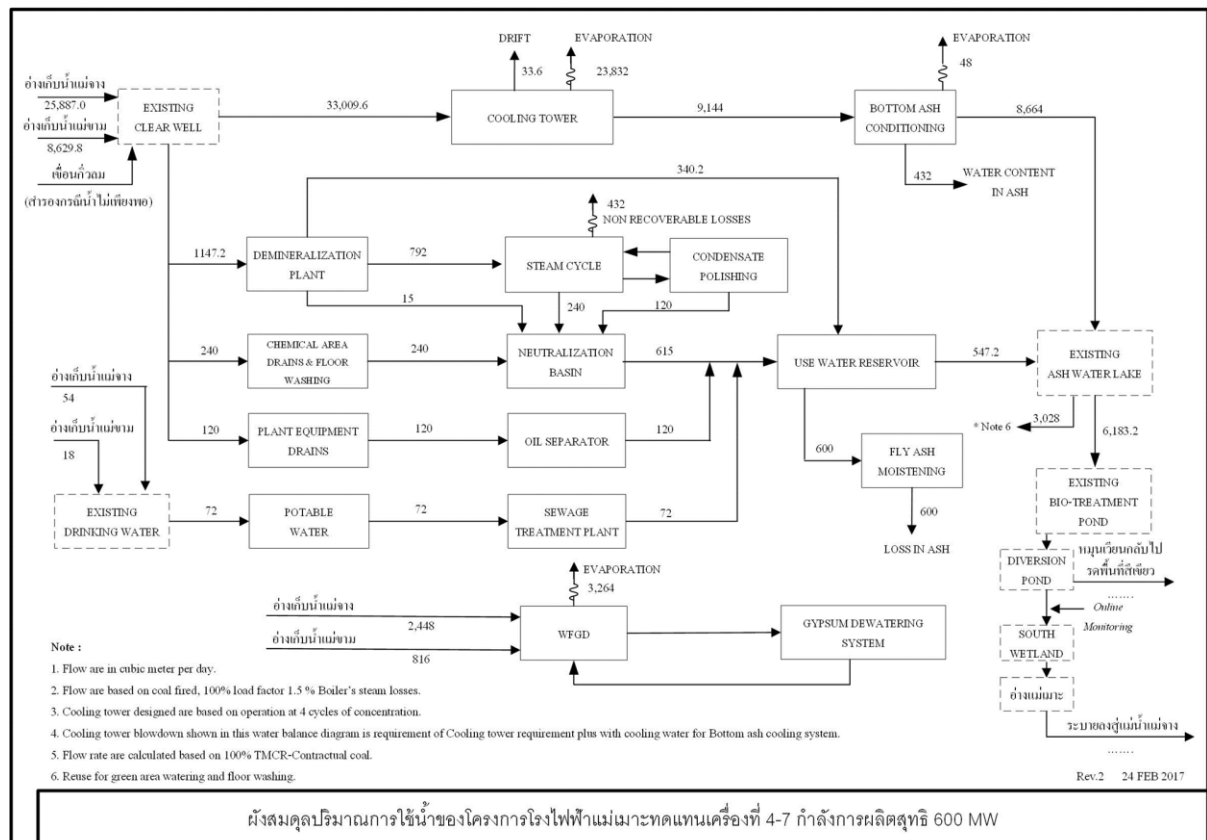 DRIFT
EVAPORATION
EVAPORATION
33.6
23,832
48
อ่างเก็บน้ำแม่จาง
25,887.0
อ่างเก็บน้ำแม่ขาม
8,629.8
เขื่อนกิ่วลม
(สำรองกรณีน้ำไม่เพียงพอ)
EXISTING
CLEAR WELL
33,009.6
COOLING TOWER
9,144
BOTTOM ASH
CONDITIONING
8,664
432
WATER CONTENT
IN ASH
340.2
432
NON RECOVERABLE LOSSES
1147.2
DEMINERALIZATION
PLANT
792
STEAM CYCLE
CONDENSATE
POLISHING
15
240
120
240
CHEMICAL AREA
DRAINS & FLOOR
WASHING
240
NEUTRALIZATION
BASIN
615
USE WATER RESERVOIR
547.2
EXISTING
ASH WATER LAKE
อ่างเก็บน้ำแม่จาง
54
อ่างเก็บน้ำแม่ขาม
18
120
PLANT EQUIPMENT
DRAINS
120
OIL SEPARATOR
120
600
FLY ASH
MOISTENING
600
LOSS IN ASH
* Note 6
3,028
6,183.2
EXISTING
DRINKING WATER
72
POTABLE
WATER
72
SEWAGE
TREATMENT PLANT
72
EXISTING
BIO-TREATMENT
POND
DIVERSION
POND
หมุนเวียนกลับไป
รดพื้นที่สีเขียว
.......
Online
Monitoring
SOUTH
WETLAND
อ่างแม่เมาะ
ระบายลงสู่แม่น้ำแม่จาง
.......
EVAPORATION
3,264
อ่างเก็บน้ำแม่จาง
2,448
อ่างเก็บน้ำแม่ขาม
816
WFGD
GYPSUM DEWATERING
SYSTEM
Note :
1. Flow are in cubic meter per day.
2. Flow are based on coal fired, 100% load factor 1.5 % Boiler's steam losses.
3. Cooling tower designed are based on operation at 4 cycles of concentration.
4. Cooling tower blowdown shown in this water balance diagram is requirement of Cooling tower requirement plus with cooling water for Bottom ash cooling system.
5. Flow rate are calculated based on 100% TMCR-Contractual coal.
6. Reuse for green area watering and floor washing.
Rev.2 24 FEB 2017
ผังสมดุลปริมาณการใช้น้ำของโครงการโรงไฟฟ้าแม่เมาะทดแทนเครื่องที่ 4-7 กำลังการผลิตสุทธิ 600 MW